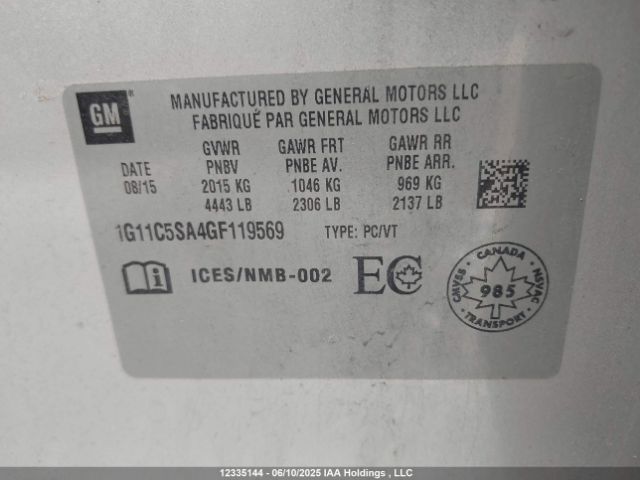 GM ®
MANUFACTURED BY GENERAL MOTORS LLC
FABRIQUÉ PAR GENERAL MOTORS LLC
GVWR GAWR FRT GAWR RR
DATE PNBV PNBE AV. PNBE ARR.
08/15 2015 KG 1046 KG 969 KG
4443 LB 2306 LB 2137 LB
1G11C5SA4GF119569 TYPE: PC/VT
ICES/NMB-002 EC
CMVSS CANADA NSVAC
985
TRANSPORT
12335144 - 06/10/2025 IAA Holdings , LLC